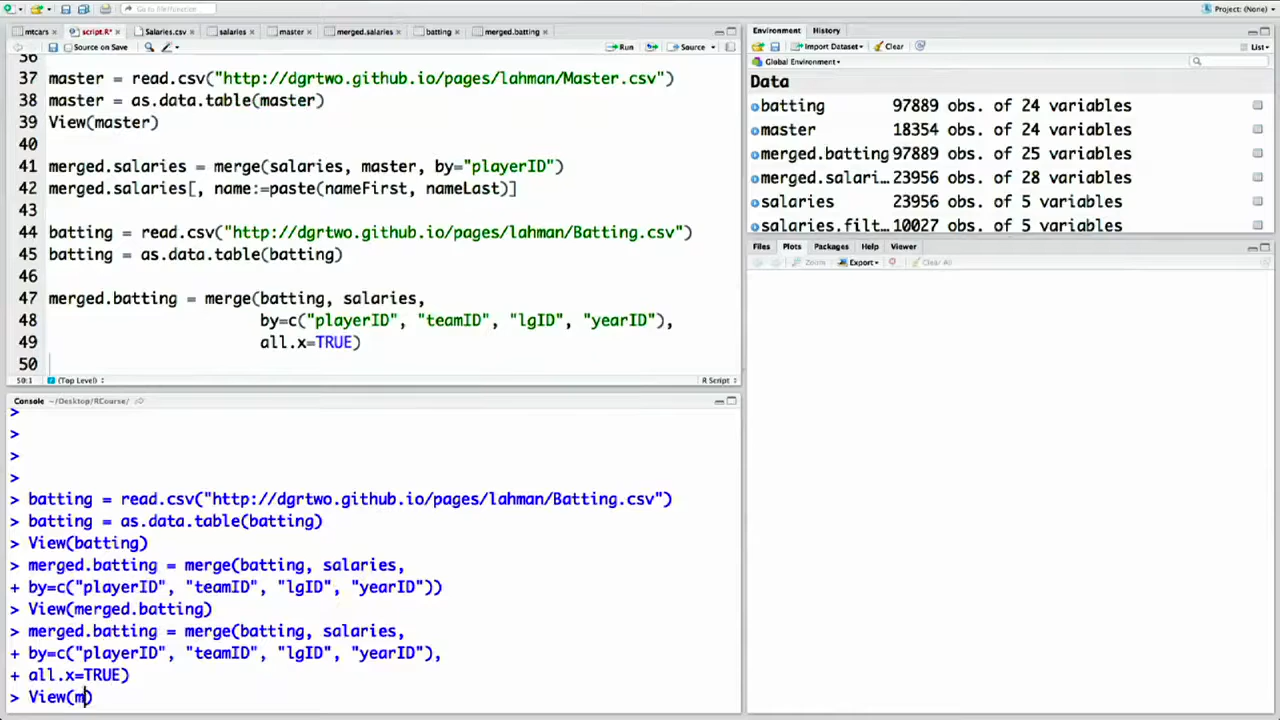 Go to file/function
Project: (None)
mtcars
script.R*
Salaries.csv
salaries
master
merged.salaries
batting
merged.batting
Source on Save
Run
Source
36
37 master = read.csv("http://dgrtwo.github.io/pages/lahman/Master.csv")
38 master = as.data.table(master)
39 View(master)
40
41 merged.salaries = merge(salaries, master, by="playerID")
42 merged.salaries[, name:=paste(nameFirst, nameLast)]
43
44 batting = read.csv("http://dgrtwo.github.io/pages/lahman/Batting.csv")
45 batting = as.data.table(batting)
46
47 merged.batting = merge(batting, salaries,
48 by=c("playerID", "teamID", "lgID", "yearID"),
49 all.x=TRUE)
50
50:1 (Top Level) R Script
Console ~/Desktop/RCourse/
>
>
>
>
> batting = read.csv("http://dgrtwo.github.io/pages/lahman/Batting.csv")
> batting = as.data.table(batting)
> View(batting)
> merged.batting = merge(batting, salaries,
+ by=c("playerID", "teamID", "lgID", "yearID"))
> View(merged.batting)
> merged.batting = merge(batting, salaries,
+ by=c("playerID", "teamID", "lgID", "yearID"),
+ all.x=TRUE)
> View(m)
Environment History
Import Dataset Clear List
Global Environment
Data
batting 97889 obs. of 24 variables
master 18354 obs. of 24 variables
merged.batting 97889 obs. of 25 variables
merged.salari... 23956 obs. of 28 variables
salaries 23956 obs. of 5 variables
salaries.filt... 10027 obs. of 5 variables
Files Plots Packages Help Viewer
Zoom Export Clear All